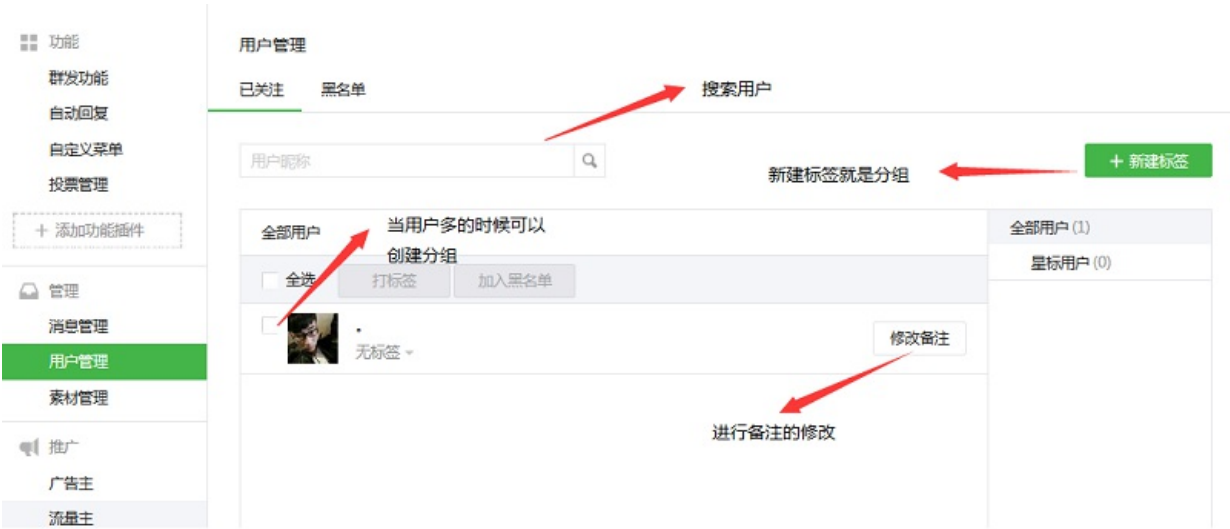 功能
群发功能
自动回复
自定义菜单
投票管理
+ 添加功能插件
管理
消息管理
用户管理
素材管理
推广
广告主
流量主
用户管理
已关注 黑名单
搜索用户
用户昵称
新建标签就是分组
+ 新建标签
全部用户
当用户多的时候可以
创建分组
全选 打标签 加入黑名单
.
无标签
修改备注
进行备注的修改
全部用户 (1)
星标用户 (0)